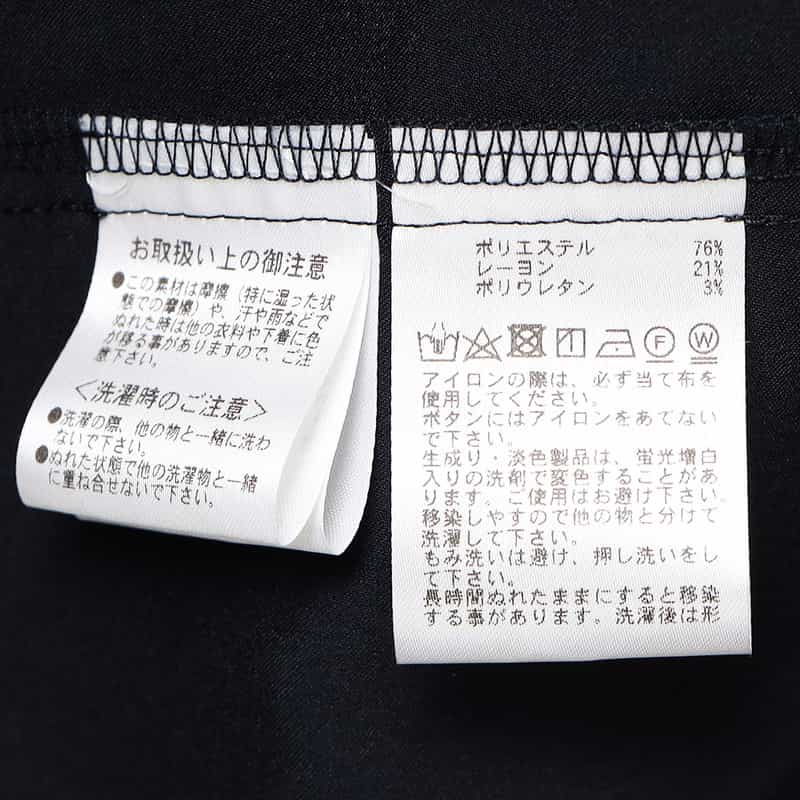 お取扱い上の御注意
●この素材は摩擦（特に湿った状
態での摩擦）や、汗や雨などで
ぬれた時は他の衣料や下着に色
が移る事がありますので、ご注
意下さい。
＜洗濯時のご注意＞
●洗濯の際、他の物と一緒に洗わ
ないで下さい。
●ぬれた状態で他の洗濯物と一緒
に重ね合せないで下さい。
ポリエステル 76%
レーヨン 21%
ポリウレタン 3%
F W
アイロンの際は、必ず当て布を
使用してください。
ボタンにはアイロンをあてない
で下さい。
生成り・淡色製品は、蛍光増白
入りの洗剤で変色することがあ
ります。ご使用はお避け下さい。
移染しやすので他の物と分けて
洗濯して下さい。
もみ洗いは避け、押し洗いをし
て下さい。
長時間ぬれたままにすると移染
する事があります。洗濯後は形